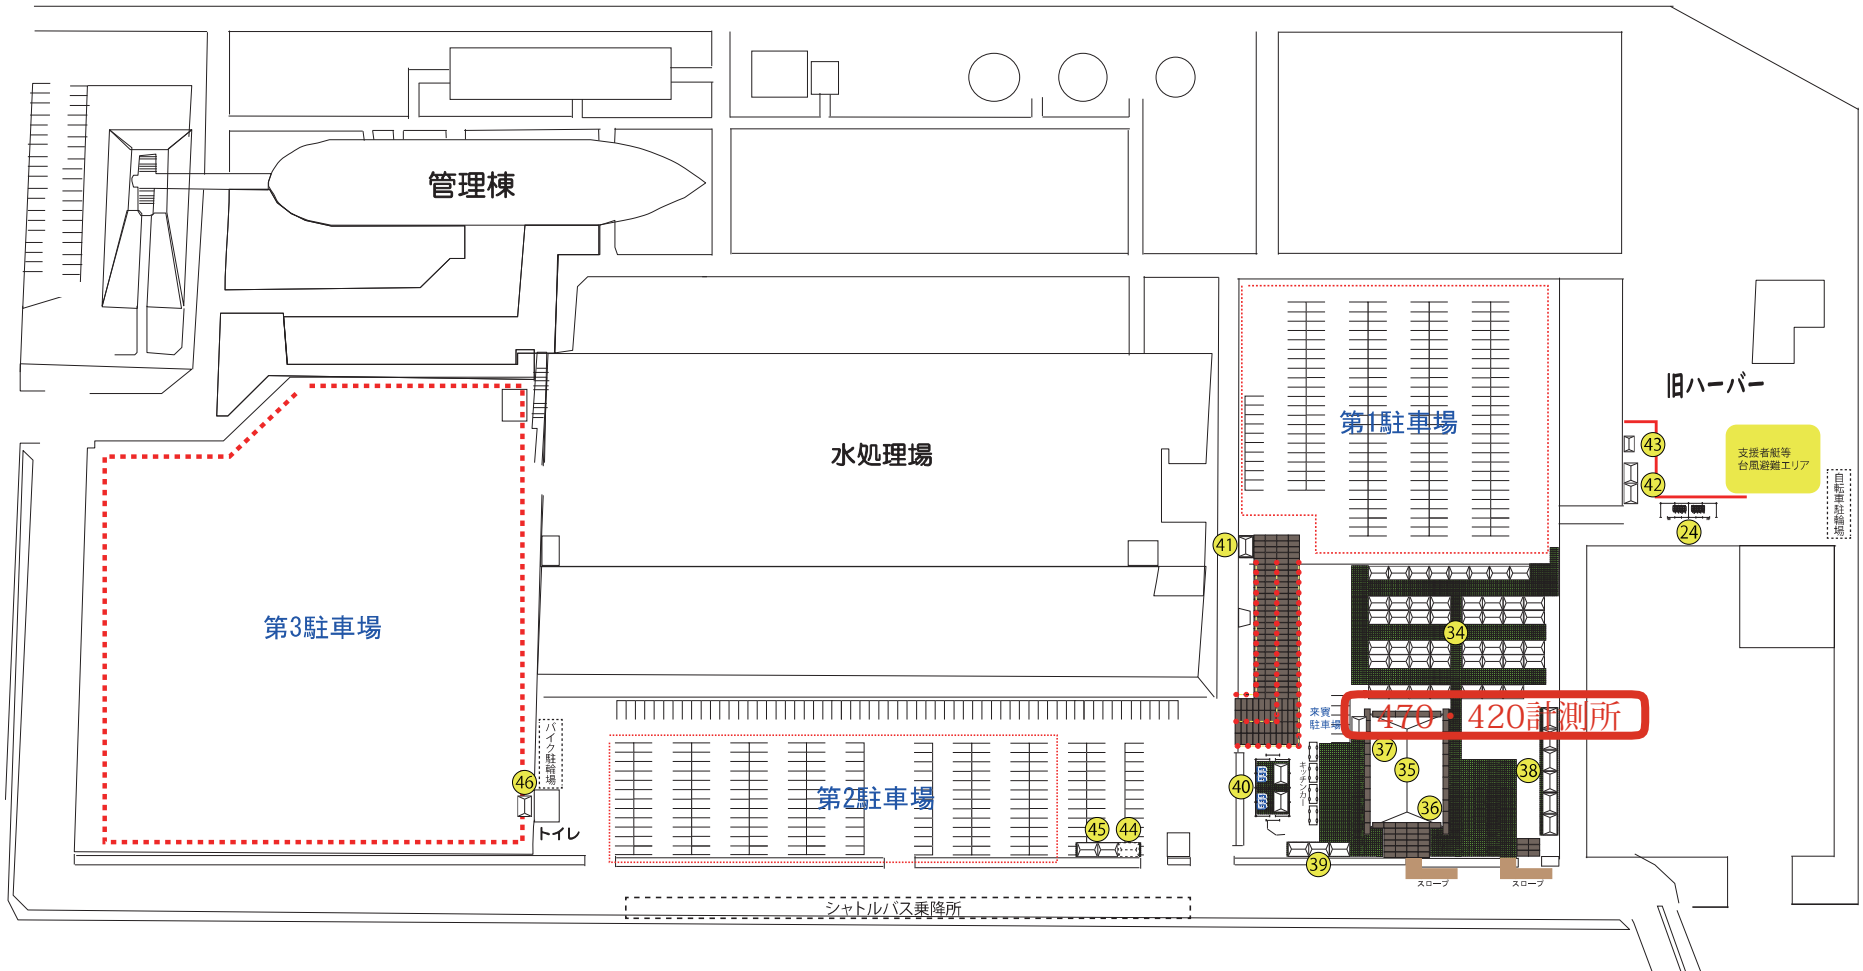 管理棟
旧ハーバー
第1駐車場
43
支援者艇等
台風避難エリア
水処理場
42
自転車駐輪場
24
41
第3駐車場
34
来賓
駐車場
470・420計測所
バイク駐輪場
37
35
38
キッチンカー
46
40
第2駐車場
36
トイレ
45
44
39
スロープ
スロープ
シャトルバス乗降所